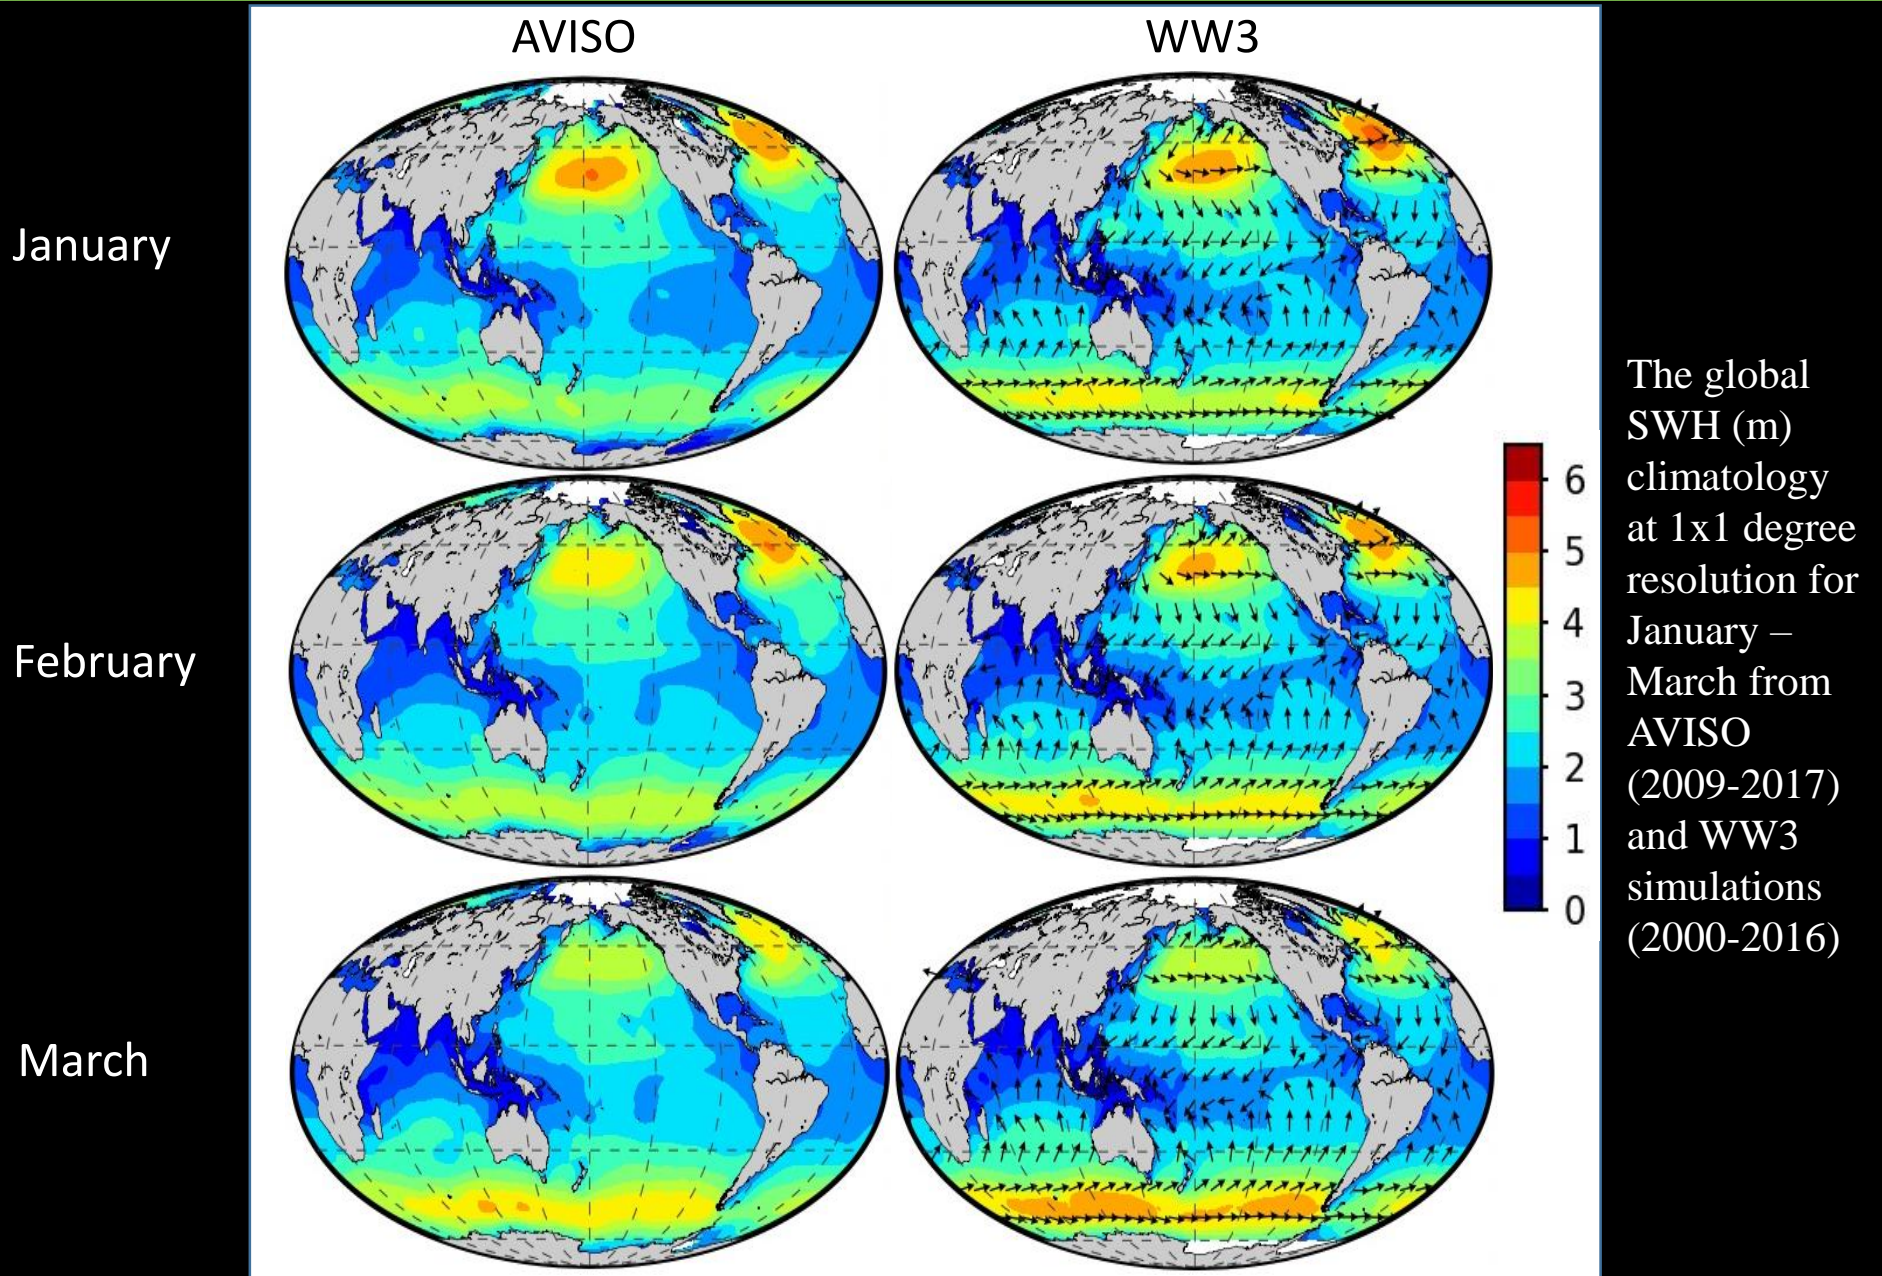 AVISO
WW3
January
February
March
6
5
4
3
2
1
0
The global
SWH (m)
climatology
at 1x1 degree
resolution for
January –
March from
AVISO
(2009-2017)
and WW3
simulations
(2000-2016)